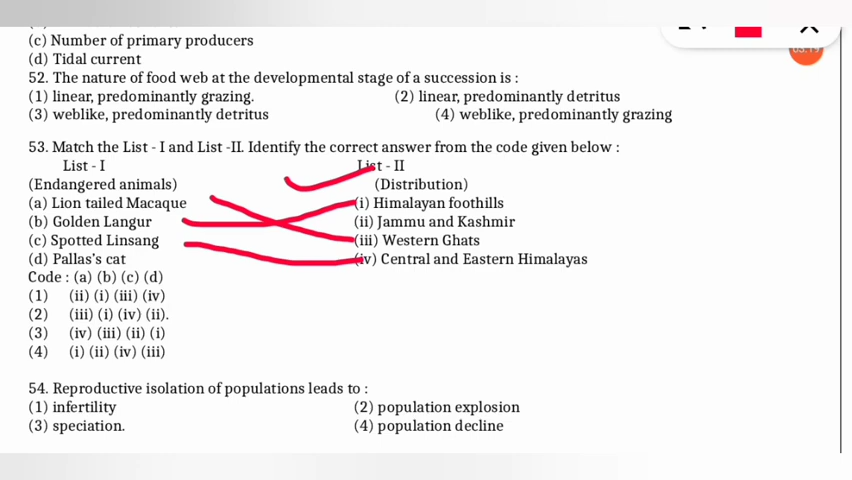 (c) Number of primary producers
(d) Tidal current
52. The nature of food web at the developmental stage of a succession is :
(1) linear, predominantly grazing. (2) linear, predominantly detritus
(3) weblike, predominantly detritus (4) weblike, predominantly grazing
53. Match the List - I and List -II. Identify the correct answer from the code given below :
List - I List - II
(Endangered animals) (Distribution)
(a) Lion tailed Macaque (i) Himalayan foothills
(b) Golden Langur (ii) Jammu and Kashmir
(c) Spotted Linsang (iii) Western Ghats
(d) Pallas's cat (iv) Central and Eastern Himalayas
Code : (a) (b) (c) (d)
(1) (ii) (i) (iii) (iv)
(2) (iii) (i) (iv) (ii).
(3) (iv) (iii) (ii) (i)
(4) (i) (ii) (iv) (iii)
54. Reproductive isolation of populations leads to :
(1) infertility (2) population explosion
(3) speciation. (4) population decline